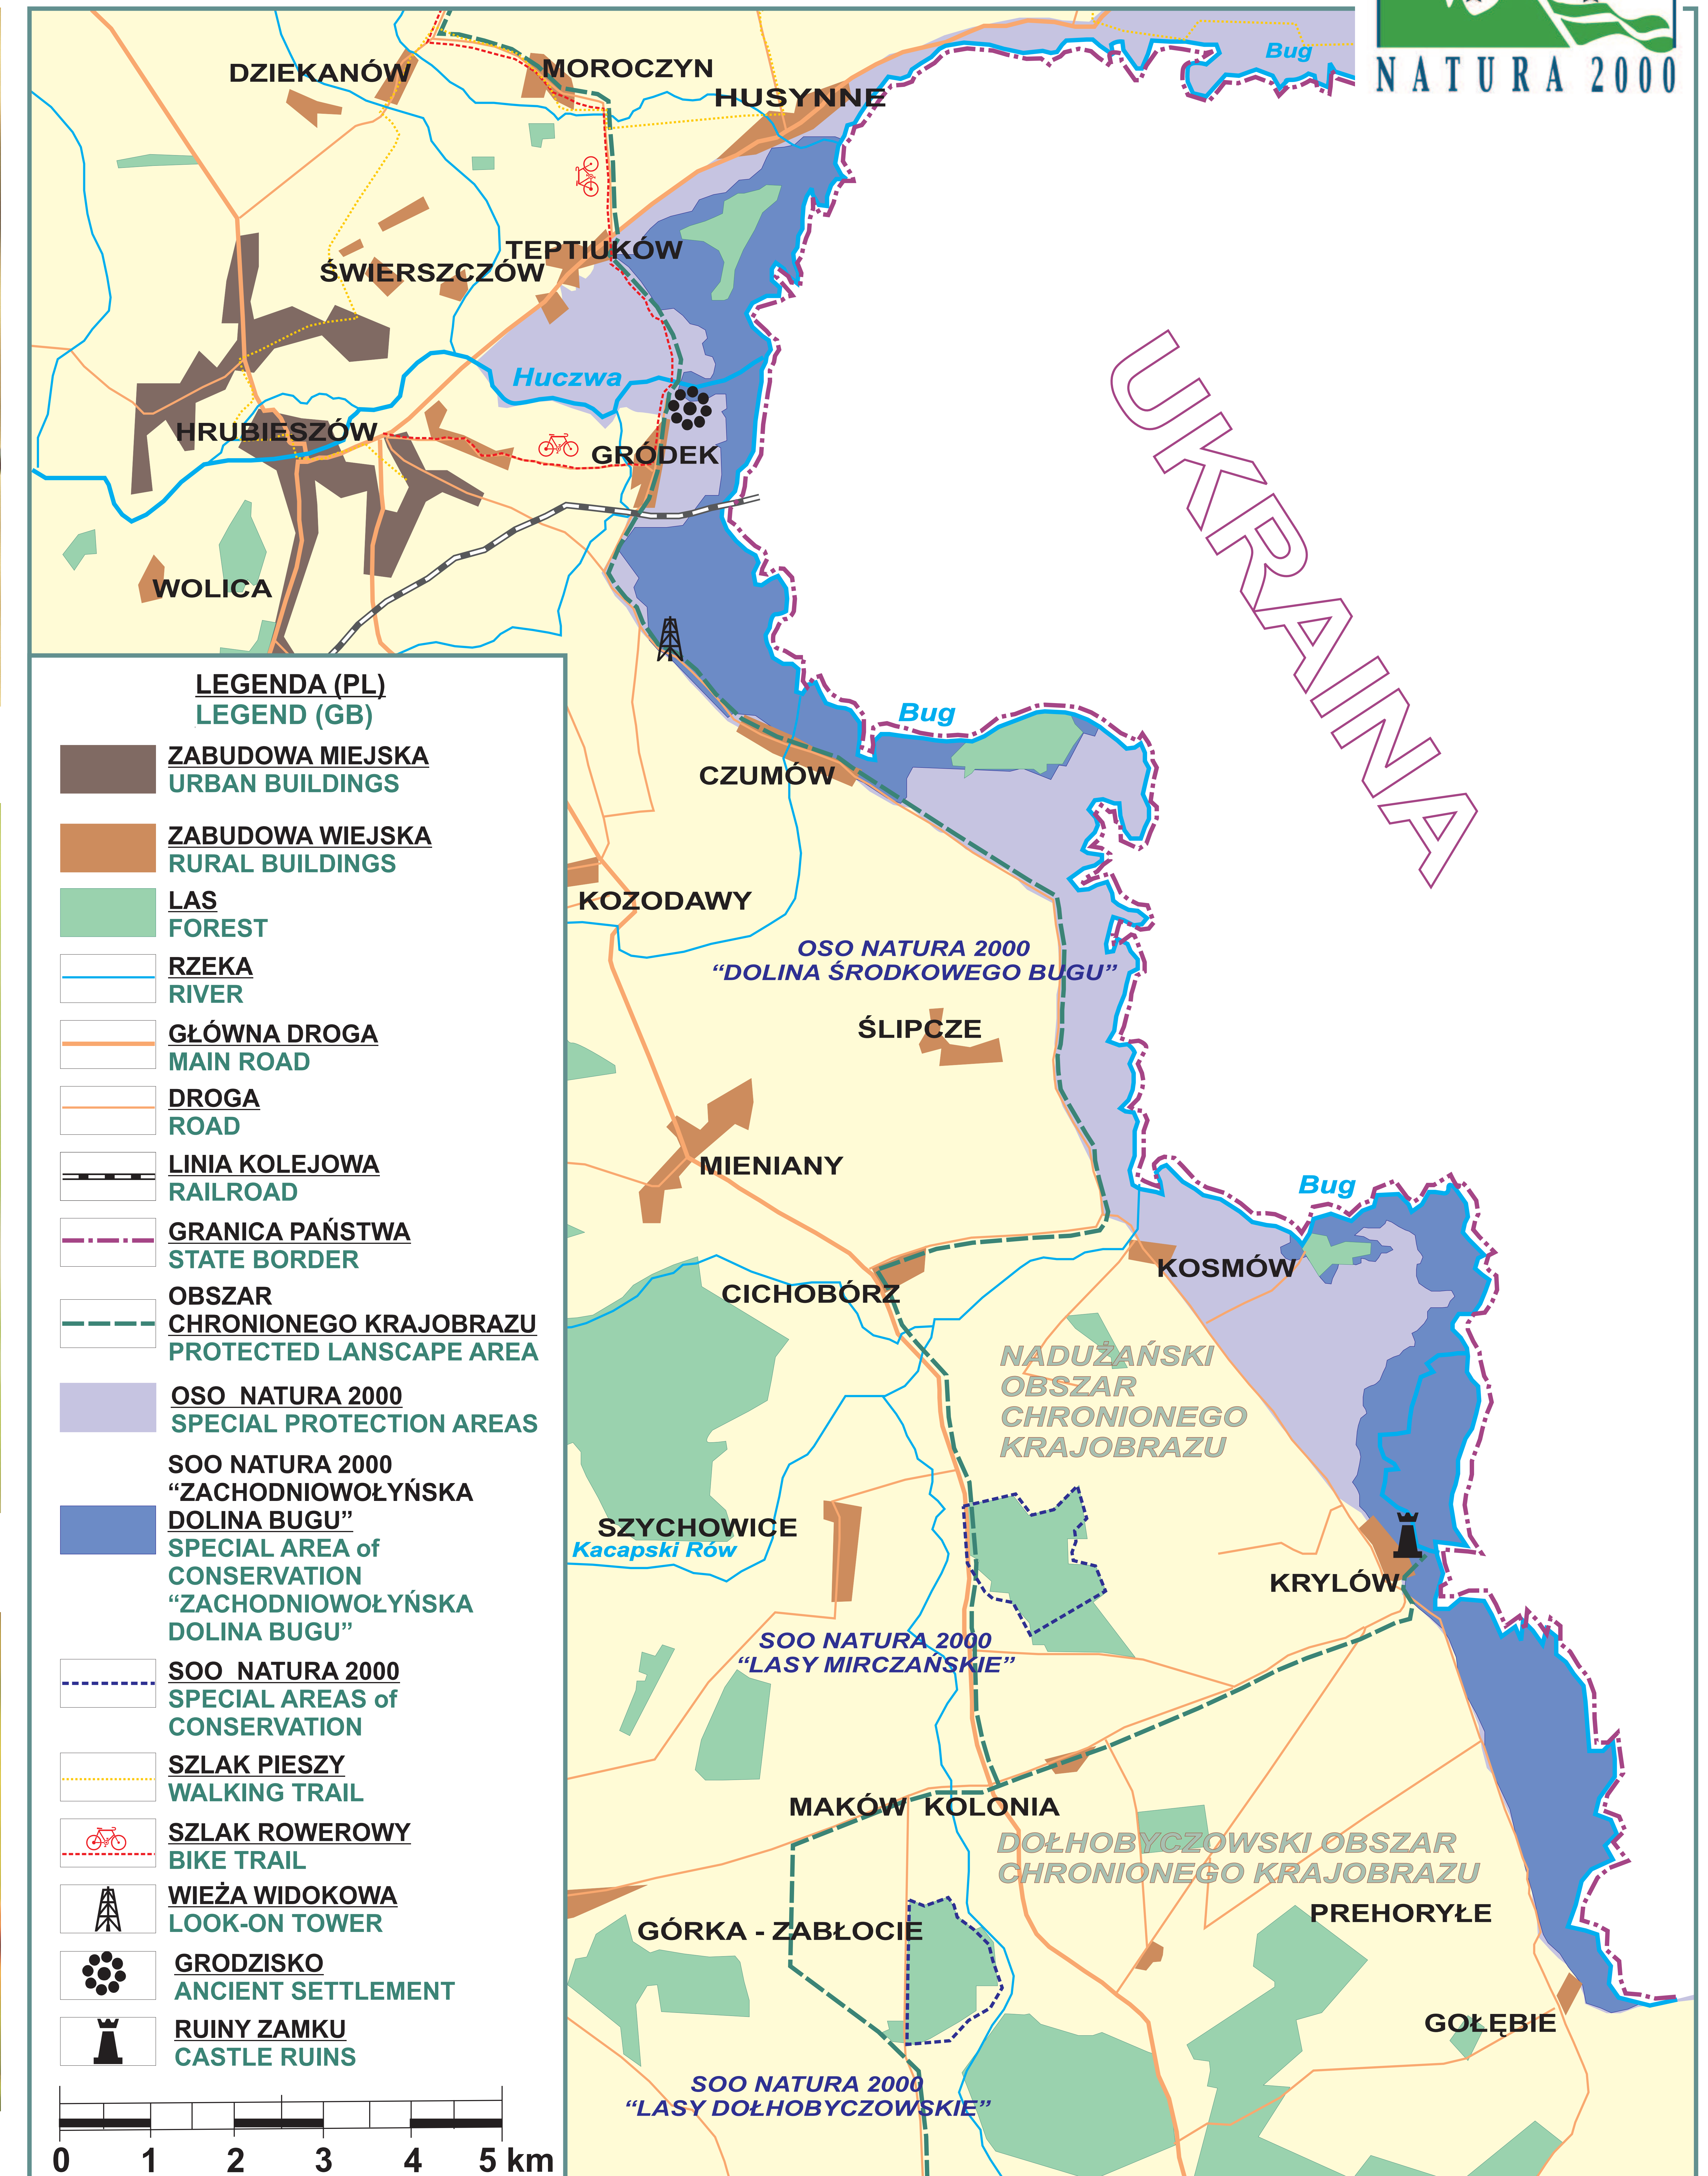 NATURA 2000
Bug
DZIEKANÓW
MOROCZYN
HUSYNNE
TEPTIUKÓW
ŚWIERSZCZÓW
Huczwa
HRUBIESZÓW
GRÓDEK
WOLICA
UKRAINA
Bug
CZUMÓW
KOZODAWY
OSO NATURA 2000
“DOLINA ŚRODKOWEGO BUGU”
ŚLIPCZE
MIENIANY
Bug
KOSMÓW
CICHOBÓRZ
NADUŻAŃSKI
OBSZAR
CHRONIONEGO
KRAJOBRAZU
SZYCHOWICE
Kacapski Rów
KRYLÓW
SOO NATURA 2000
“LASY MIRCZAŃSKIE”
MAKÓW KOLONIA
DOŁHOBYCZOWSKI OBSZAR
CHRONIONEGO KRAJOBRAZU
PREHORYŁE
GÓRKA - ZABŁOCIE
GOŁĘBIE
SOO NATURA 2000
“LASY DOŁHOBYCZOWSKIE”
LEGENDA (PL)
LEGEND (GB)
ZABUDOWA MIEJSKA
URBAN BUILDINGS
ZABUDOWA WIEJSKA
RURAL BUILDINGS
LAS
FOREST
RZEKA
RIVER
GŁÓWNA DROGA
MAIN ROAD
DROGA
ROAD
LINIA KOLEJOWA
RAILROAD
GRANICA PAŃSTWA
STATE BORDER
OBSZAR
CHRONIONEGO KRAJOBRAZU
PROTECTED LANSCAPE AREA
OSO NATURA 2000
SPECIAL PROTECTION AREAS
SOO NATURA 2000
“ZACHODNIOWOŁYŃSKA
DOLINA BUGU”
SPECIAL AREA of
CONSERVATION
“ZACHODNIOWOŁYŃSKA
DOLINA BUGU”
SOO NATURA 2000
SPECIAL AREAS of
CONSERVATION
SZLAK PIESZY
WALKING TRAIL
SZLAK ROWEROWY
BIKE TRAIL
WIEŻA WIDOKOWA
LOOK-ON TOWER
GRODZISKO
ANCIENT SETTLEMENT
RUINY ZAMKU
CASTLE RUINS
0 1 2 3 4 5 km